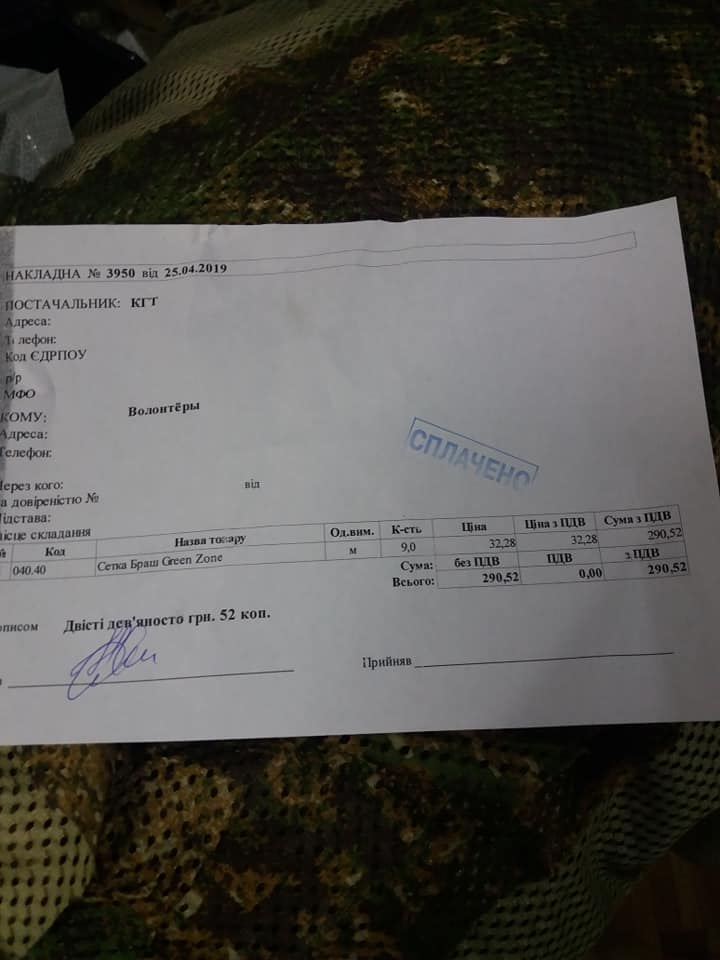 НАКЛАДНА № 3950 від 25.04.2019
ПОСТАЧАЛЬНИК: КГТ
Адреса:
Телефон:
Код ЄДРПОУ
р/р
МФО
КОМУ: Волонтёры
Адреса:
Телефон:
СПЛАЧЕНО
Через кого: від
за довіреністю №
Підстава:
місце складання
№ Код Назва товару Од.вим. К-сть Ціна Ціна з ПДВ Сума з ПДВ
040.40 Сетка Браш Green Zone м 9,0 32,28 32,28 290,52
Сума: без ПДВ ПДВ з ПДВ
Всього: 290,52 0,00 290,52
Двісті дев'яносто грн. 52 коп.
Прийняв